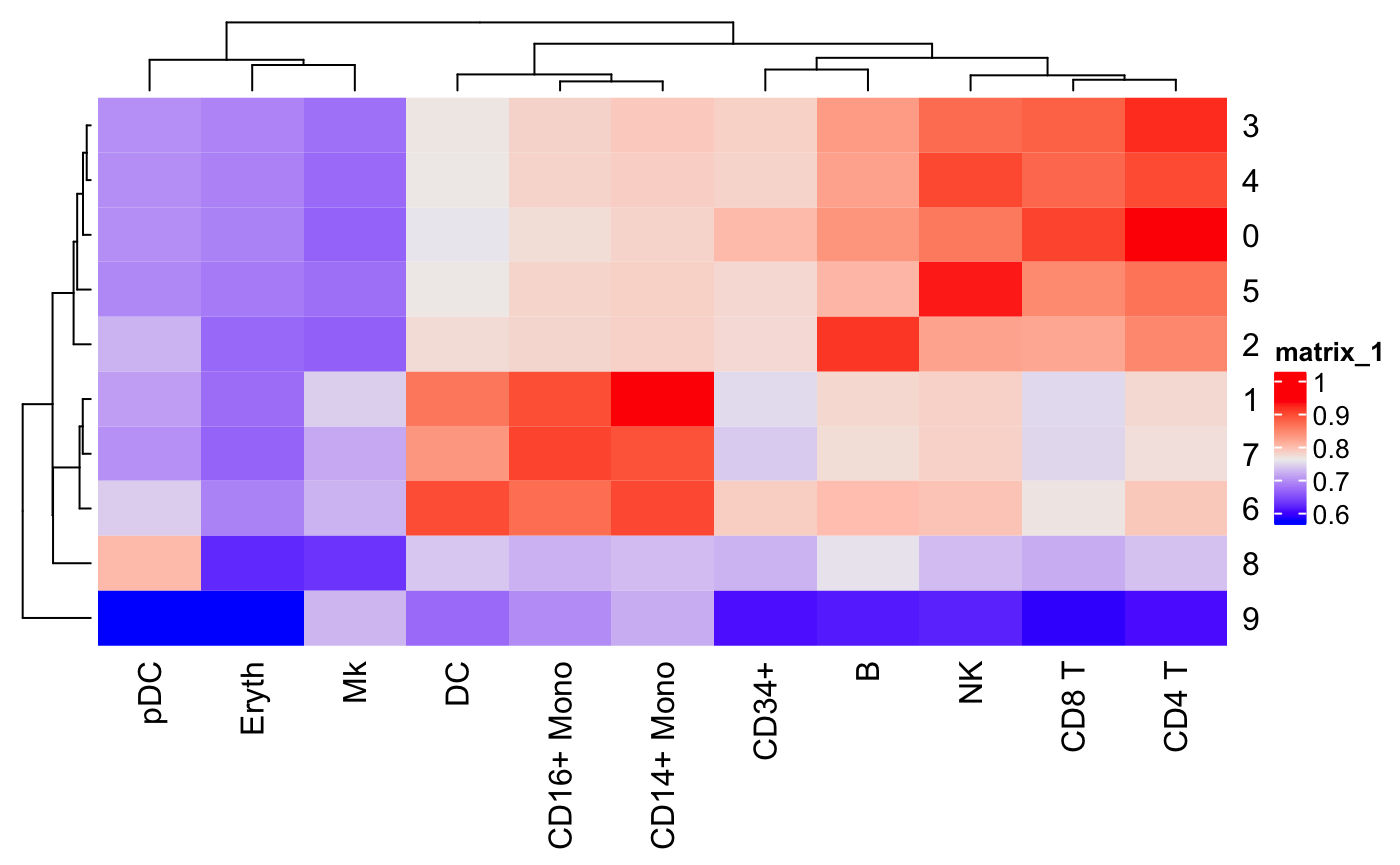 3
4
0
5
2
1
7
6
8
9
matrix_1
1
0.9
0.8
0.7
0.6
pDC
Eryth
Mk
DC
CD16+ Mono
CD14+ Mono
CD34+
B
NK
CD8 T
CD4 T